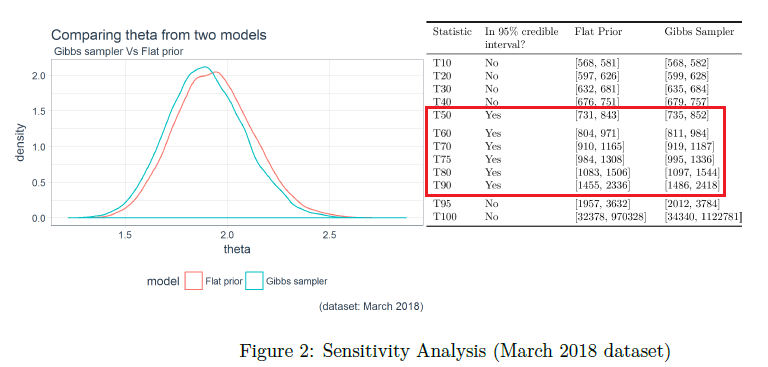 Comparing theta from two models
Gibbs sampler Vs Flat prior
2.0
1.5
1.0
0.5
0.0
density
1.5 2.0 2.5
theta
model Flat prior Gibbs sampler
(dataset: March 2018)
Statistic In 95% credible interval? Flat Prior Gibbs Sampler
T10 No [568, 581] [568, 582]
T20 No [597, 626] [599, 628]
T30 No [632, 681] [635, 684]
T40 No [676, 751] [679, 757]
T50 Yes [731, 843] [735, 852]
T60 Yes [804, 971] [811, 984]
T70 Yes [910, 1165] [919, 1187]
T75 Yes [984, 1308] [995, 1336]
T80 Yes [1083, 1506] [1097, 1544]
T90 Yes [1455, 2336] [1486, 2418]
T95 No [1957, 3632] [2012, 3784]
T100 No [32378, 970328] [34340, 1122781]
Figure 2: Sensitivity Analysis (March 2018 dataset)